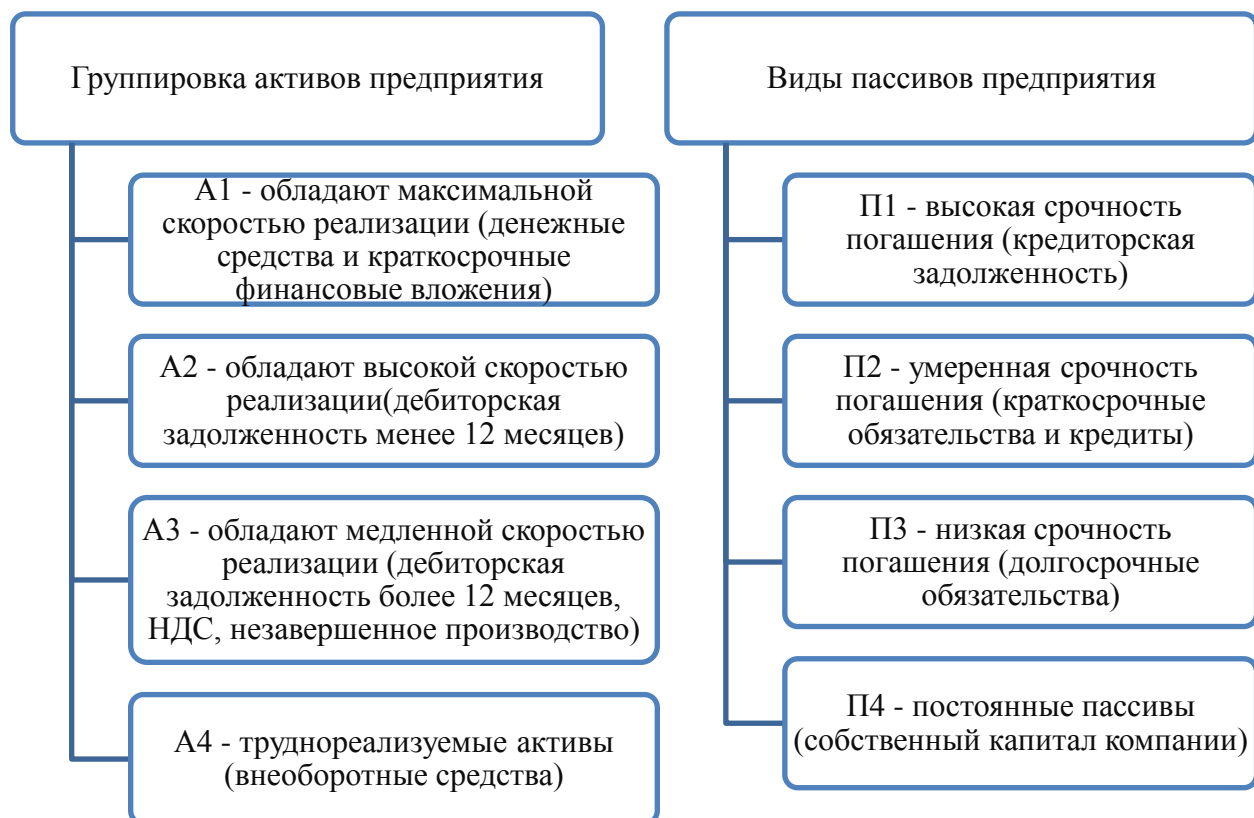 Группировка активов предприятия
А1 - обладают максимальной
скоростью реализации (денежные
средства и краткосрочные
финансовые вложения)
А2 - обладают высокой скоростью
реализации(дебиторская
задолженность менее 12 месяцев)
А3 - обладают медленной скоростью
реализации (дебиторская
задолженность более 12 месяцев,
НДС, незавершенное производство)
А4 - труднореализуемые активы
(внеоборотные средства)
Виды пассивов предприятия
П1 - высокая срочность
погашения (кредиторская
задолженность)
П2 - умеренная срочность
погашения (краткосрочные
обязательства и кредиты)
П3 - низкая срочность
погашения (долгосрочные
обязательства)
П4 - постоянные пассивы
(собственный капитал компании)